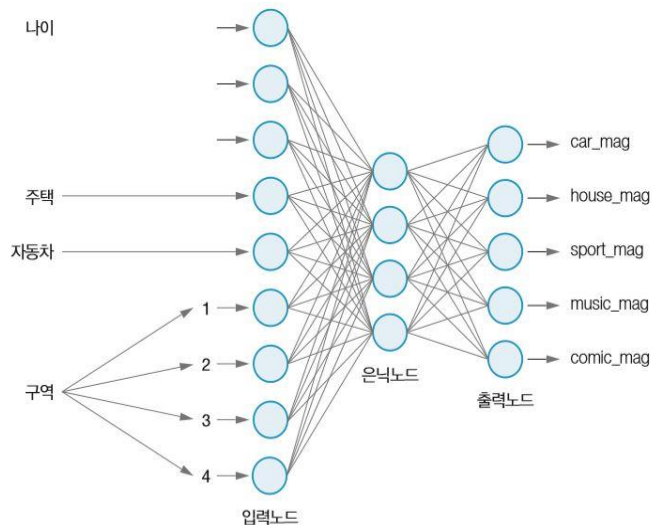 나이
주택
자동차
구역
1
2
3
4
입력노드
은닉노드
출력노드
car_mag
house_mag
sport_mag
music_mag
comic_mag